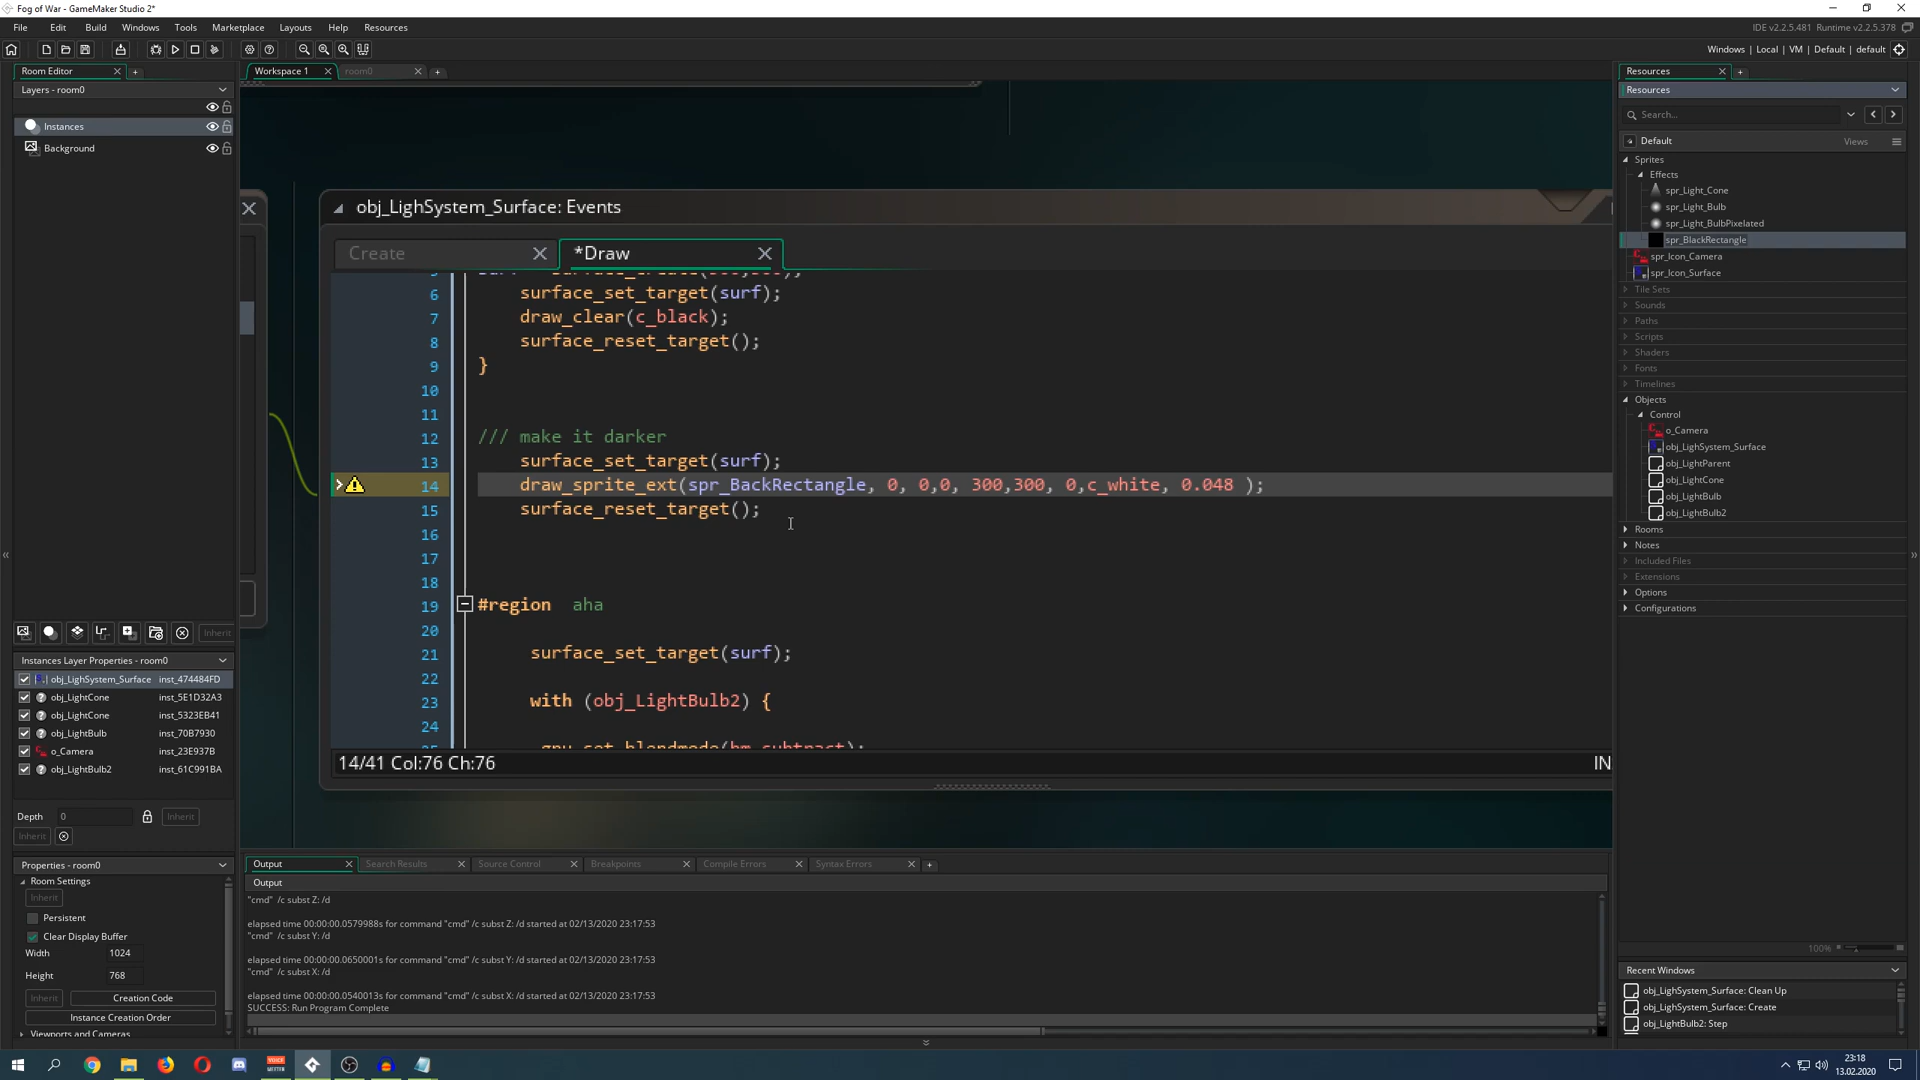 Fog of War - GameMaker Studio 2*
File Edit Build Windows Tools Marketplace Layouts Help Resources
IDE v2.2.5.481 Runtime v2.2.5.378
Windows | Local | VM | Default | default
Room Editor
Layers - room0
Instances
Background
Workspace 1
room0
obj_LighSystem_Surface: Events
Create
*Draw
6 surface_set_target(surf);
7 draw_clear(c_black);
8 surface_reset_target();
9 }
10
11
12 /// make it darker
13 surface_set_target(surf);
14 draw_sprite_ext(spr_BackRectangle, 0, 0,0, 300,300, 0,c_white, 0.048 );
15 surface_reset_target();
16
17
18
19 #region aha
20
21 surface_set_target(surf);
22
23 with (obj_LightBulb2) {
24
14/41 Col:76 Ch:76
IN
Inherit
Instances Layer Properties - room0
obj_LighSystem_Surface inst_474484FD
obj_LightCone inst_5E1D32A3
obj_LightCone inst_5323EB41
obj_LightBulb inst_70B7930
o_Camera inst_23E937B
obj_LightBulb2 inst_61C991BA
Depth 0 Inherit
Inherit
Properties - room0
Room Settings
Inherit
Persistent
Clear Display Buffer
Width 1024
Height 768
Inherit Creation Code
Instance Creation Order
Viewports and Cameras
Output Search Results Source Control Breakpoints Compile Errors Syntax Errors
Output
"cmd" /c subst Z: /d
elapsed time 00:00:00.0579988s for command "cmd" /c subst Z: /d started at 02/13/2020 23:17:53
"cmd" /c subst Y: /d
elapsed time 00:00:00.0650001s for command "cmd" /c subst Y: /d started at 02/13/2020 23:17:53
"cmd" /c subst X: /d
elapsed time 00:00:00.0540013s for command "cmd" /c subst X: /d started at 02/13/2020 23:17:53
SUCCESS: Run Program Complete
Resources
Resources
Search...
Default
Views
Sprites
Effects
spr_Light_Cone
spr_Light_Bulb
spr_Light_BulbPixelated
spr_BlackRectangle
spr_Icon_Camera
spr_Icon_Surface
Tile Sets
Sounds
Paths
Scripts
Shaders
Fonts
Timelines
Objects
Control
o_Camera
obj_LighSystem_Surface
obj_LightParent
obj_LightCone
obj_LightBulb
obj_LightBulb2
Rooms
Notes
Included Files
Extensions
Options
Configurations
100%
Recent Windows
obj_LighSystem_Surface: Clean Up
obj_LighSystem_Surface: Create
obj_LightBulb2: Step
23:18
13.02.2020